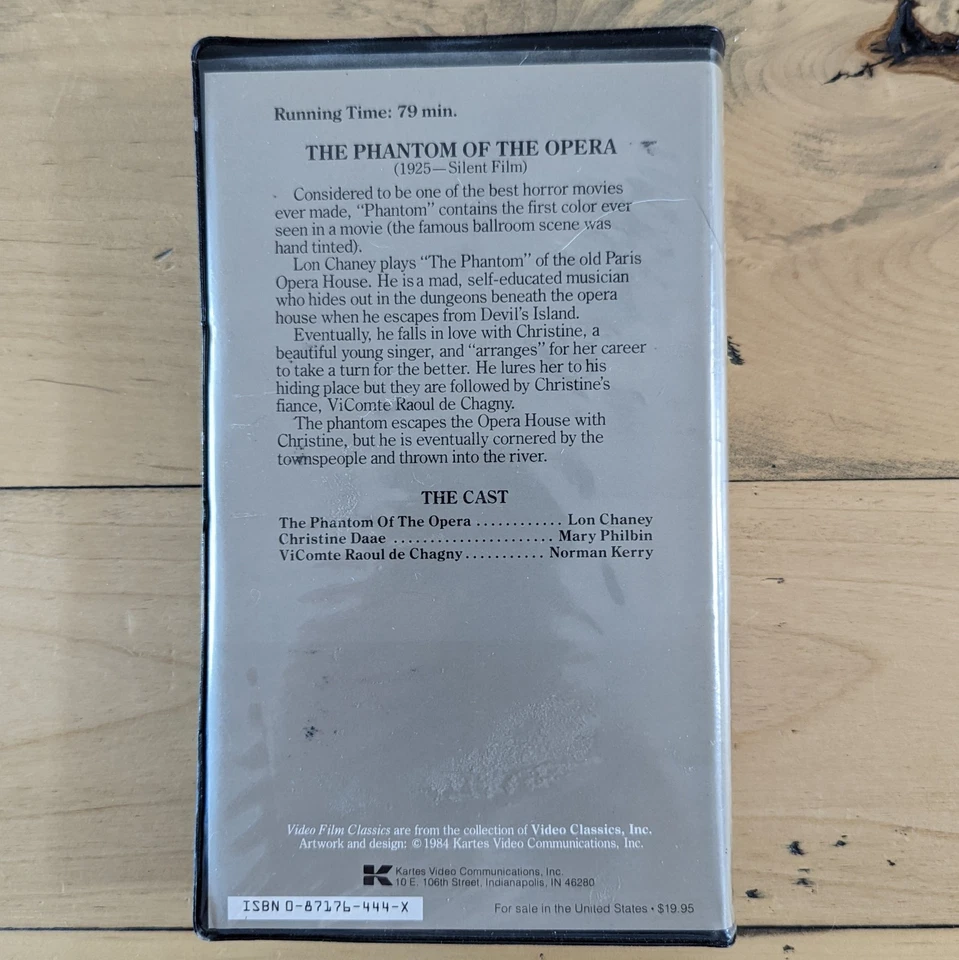 Running Time: 79 min.
THE PHANTOM OF THE OPERA
(1925—Silent Film)
Considered to be one of the best horror movies
ever made, “Phantom” contains the first color ever
seen in a movie (the famous ballroom scene was
hand tinted).
Lon Chaney plays “The Phantom” of the old Paris
Opera House. He is a mad, self-educated musician
who hides out in the dungeons beneath the opera
house when he escapes from Devil’s Island.
Eventually, he falls in love with Christine, a
beautiful young singer, and “arranges” for her career
to take a turn for the better. He lures her to his
hiding place but they are followed by Christine’s
fiance, ViComte Raoul de Chagny.
The phantom escapes the Opera House with
Christine, but he is eventually cornered by the
townspeople and thrown into the river.
THE CAST
The Phantom Of The Opera ............ Lon Chaney
Christine Daae ...................... Mary Philbin
ViComte Raoul de Chagny........... Norman Kerry
Video Film Classics are from the collection of Video Classics, Inc.
Artwork and design: ©1984 Kartes Video Communications, Inc.
K Kartes Video Communications, Inc.
10 E. 106th Street, Indianapolis, IN 46280
ISBN 0-87176-444-X
For sale in the United States • $19.95